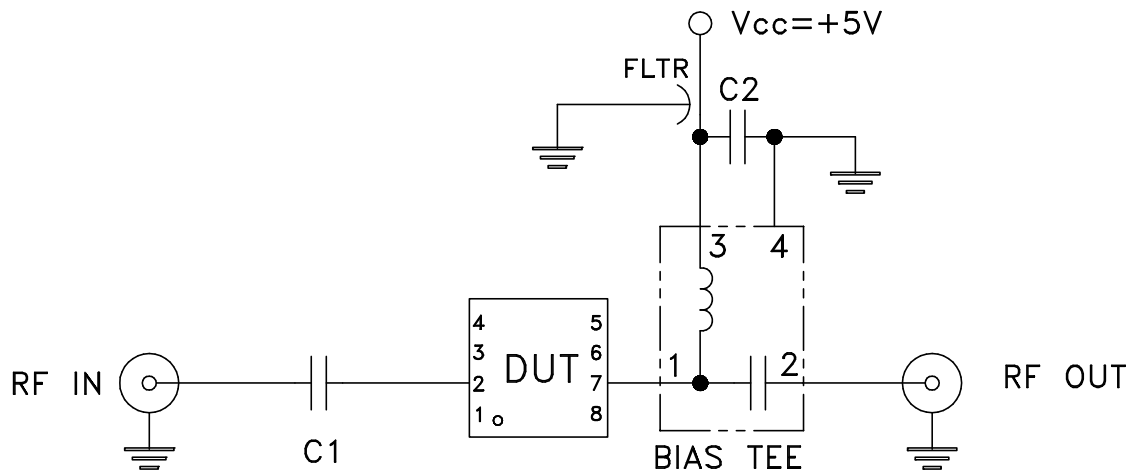 Vcc=+5V
FLTR
C2
3 4
4 5
3 6
DUT
1 2
RF IN
2 7
RF OUT
1 8
C1
BIAS TEE